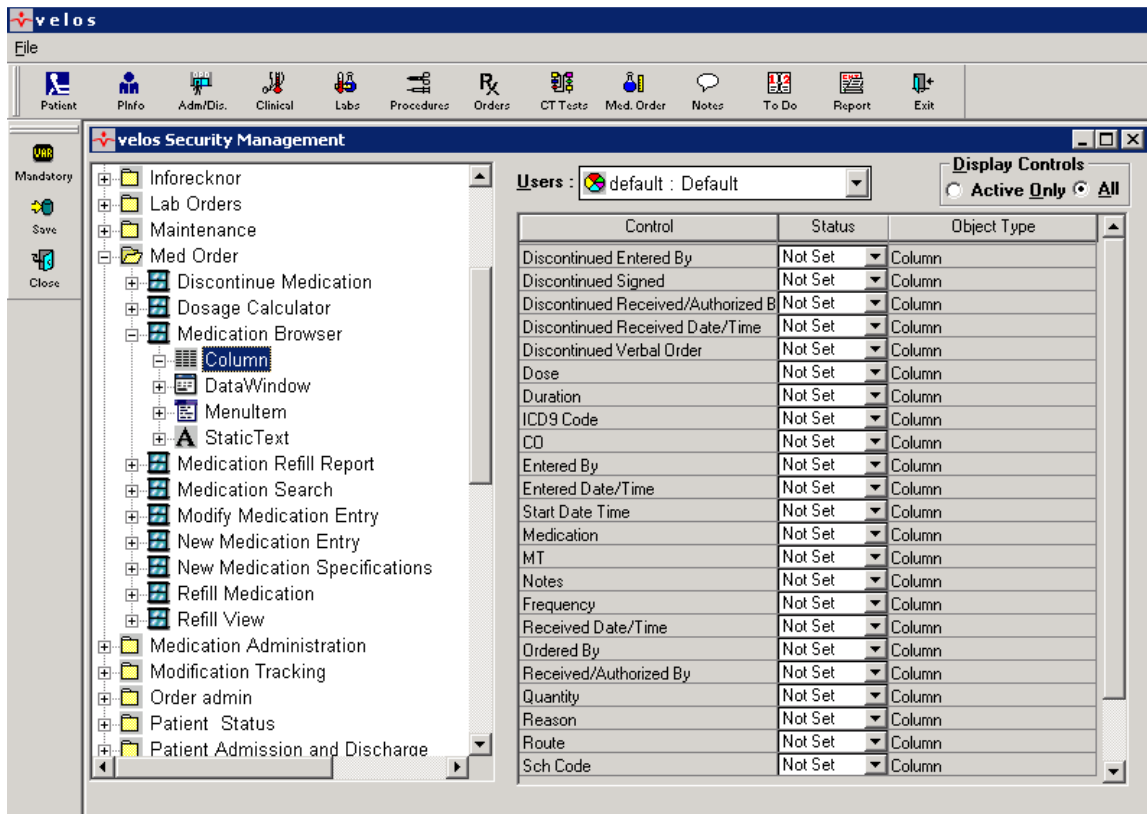 velos
File
Patient PInfo Adm/Dis. Clinical Labs Procedures Orders CT Tests Med. Order Notes To Do Report Exit
VAR
Mandatory
Save
Close
velos Security Management
Inforecknor
Lab Orders
Maintenance
Med Order
Discontinue Medication
Dosage Calculator
Medication Browser
Column
DataWindow
MenuItem
StaticText
Medication Refill Report
Medication Search
Modify Medication Entry
New Medication Entry
New Medication Specifications
Refill Medication
Refill View
Medication Administration
Modification Tracking
Order admin
Patient Status
Patient Admission and Discharge
Users : default : Default
Display Controls
Active Only All
Control Status Object Type
Discontinued Entered By Not Set Column
Discontinued Signed Not Set Column
Discontinued Received/Authorized B Not Set Column
Discontinued Received Date/Time Not Set Column
Discontinued Verbal Order Not Set Column
Dose Not Set Column
Duration Not Set Column
ICD9 Code Not Set Column
CO Not Set Column
Entered By Not Set Column
Entered Date/Time Not Set Column
Start Date Time Not Set Column
Medication Not Set Column
MT Not Set Column
Notes Not Set Column
Frequency Not Set Column
Received Date/Time Not Set Column
Ordered By Not Set Column
Received/Authorized By Not Set Column
Quantity Not Set Column
Reason Not Set Column
Route Not Set Column
Sch Code Not Set Column